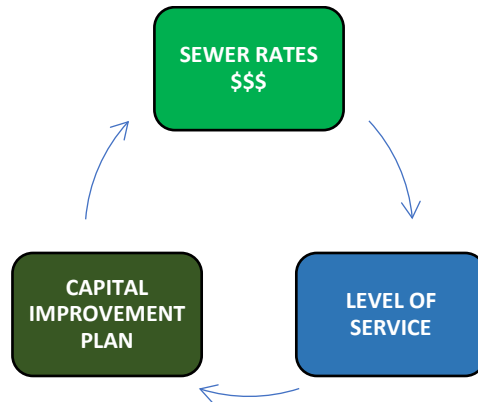 SEWER RATES
$$$
CAPITAL
IMPROVEMENT
PLAN
LEVEL OF
SERVICE